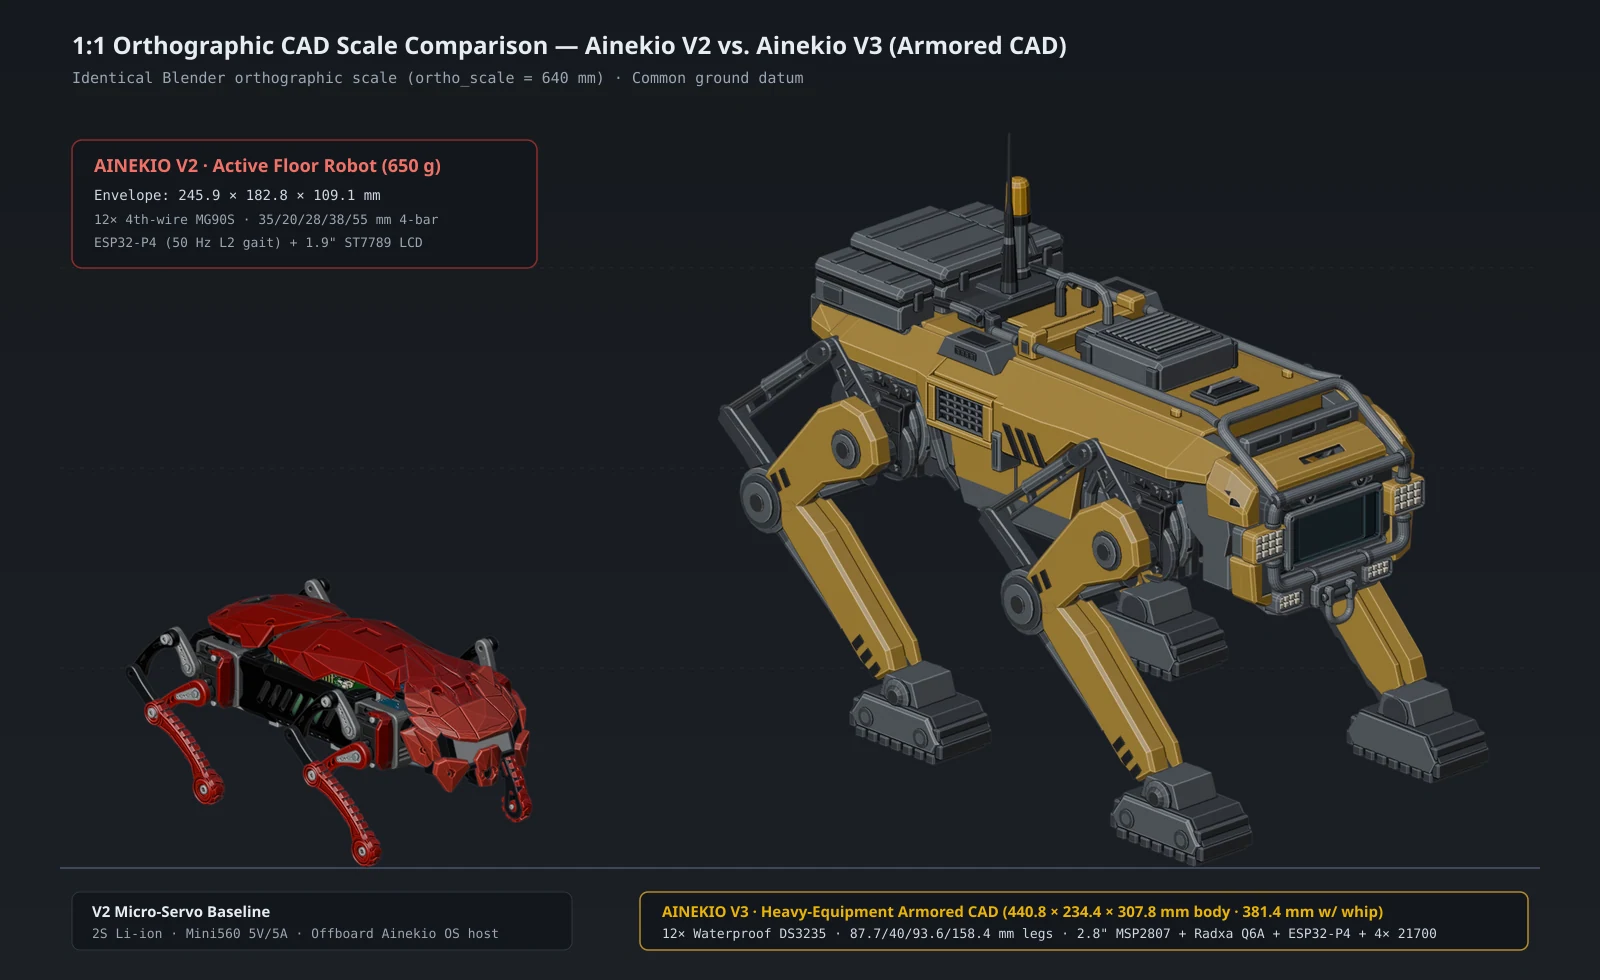 1:1 Orthographic CAD Scale Comparison — Ainekio V2 vs. Ainekio V3 (Armored CAD)
Identical Blender orthographic scale (ortho_scale = 640 mm) · Common ground datum
AINEKIO V2 · Active Floor Robot (650 g)
Envelope: 245.9 × 182.8 × 109.1 mm
12× 4th-wire MG90S · 35/20/28/38/55 mm 4-bar
ESP32-P4 (50 Hz L2 gait) + 1.9" ST7789 LCD
V2 Micro-Servo Baseline
2S Li-ion · Mini560 5V/5A · Offboard Ainekio OS host
AINEKIO V3 · Heavy-Equipment Armored CAD (440.8 × 234.4 × 307.8 mm body · 381.4 mm w/ whip)
12× Waterproof DS3235 · 87.7/40/93.6/158.4 mm legs · 2.8" MSP2807 + Radxa Q6A + ESP32-P4 + 4× 21700